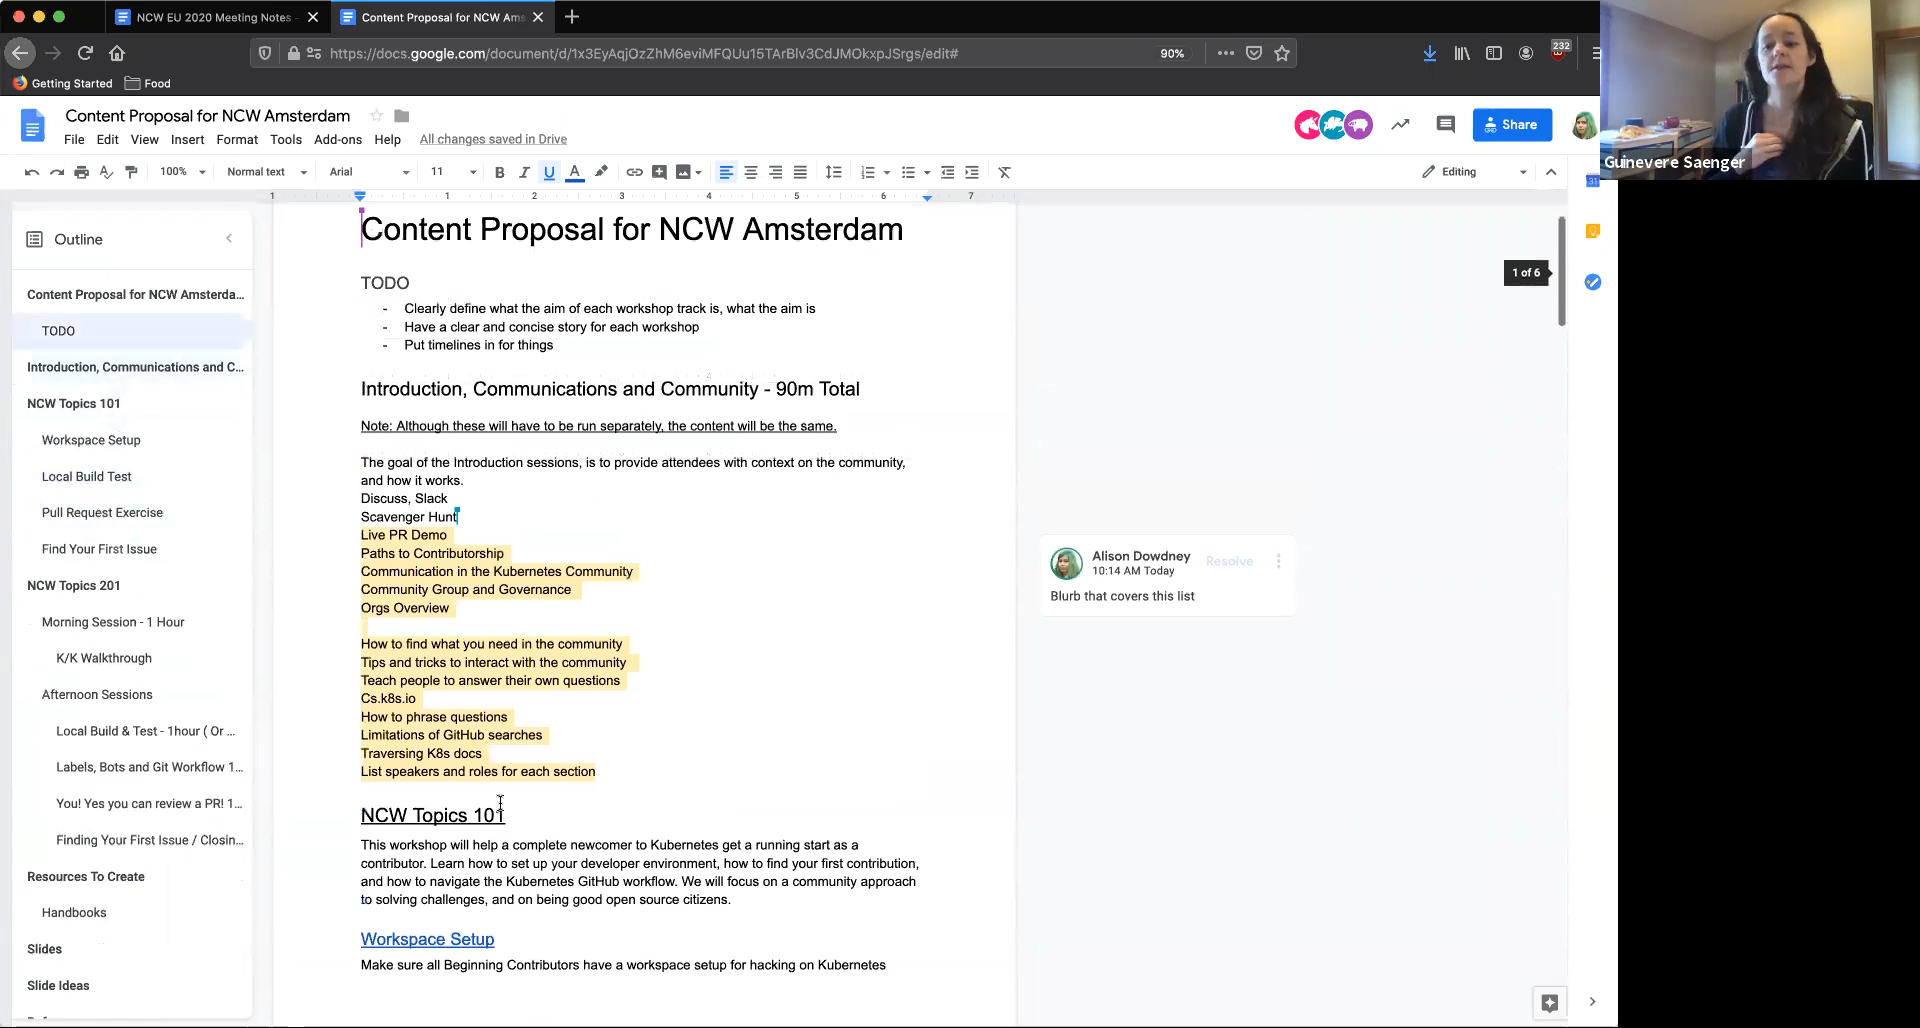 NCW EU 2020 Meeting Notes -
Content Proposal for NCW Ams
https://docs.google.com/document/d/1x3EyAqjOzZhM6eviMFQUu15TArBlv3CdJMOkxpJSrgs/edit#
90%
232
Getting Started
Food
Content Proposal for NCW Amsterdam
File Edit View Insert Format Tools Add-ons Help
All changes saved in Drive
Share
Guinevere Saenger
100%
Normal text
Arial
11
B I U A
Editing
31
1 1 2 3 4 5 6 7
Outline
Content Proposal for NCW Amsterda...
TODO
Introduction, Communications and C...
NCW Topics 101
Workspace Setup
Local Build Test
Pull Request Exercise
Find Your First Issue
NCW Topics 201
Morning Session - 1 Hour
K/K Walkthrough
Afternoon Sessions
Local Build & Test - 1hour ( Or ...
Labels, Bots and Git Workflow 1...
You! Yes you can review a PR! 1...
Finding Your First Issue / Closin...
Resources To Create
Handbooks
Slides
Slide Ideas
Content Proposal for NCW Amsterdam
TODO
- Clearly define what the aim of each workshop track is, what the aim is
- Have a clear and concise story for each workshop
- Put timelines in for things
Introduction, Communications and Community - 90m Total
Note: Although these will have to be run separately, the content will be the same.
The goal of the Introduction sessions, is to provide attendees with context on the community,
and how it works.
Discuss, Slack
Scavenger Hunt
Live PR Demo
Paths to Contributorship
Communication in the Kubernetes Community
Community Group and Governance
Orgs Overview
How to find what you need in the community
Tips and tricks to interact with the community
Teach people to answer their own questions
Cs.k8s.io
How to phrase questions
Limitations of GitHub searches
Traversing K8s docs
List speakers and roles for each section
NCW Topics 101
This workshop will help a complete newcomer to Kubernetes get a running start as a
contributor. Learn how to set up your developer environment, how to find your first contribution,
and how to navigate the Kubernetes GitHub workflow. We will focus on a community approach
to solving challenges, and on being good open source citizens.
Workspace Setup
Make sure all Beginning Contributors have a workspace setup for hacking on Kubernetes
1 of 6
Alison Dowdney
Resolve
10:14 AM Today
Blurb that covers this list